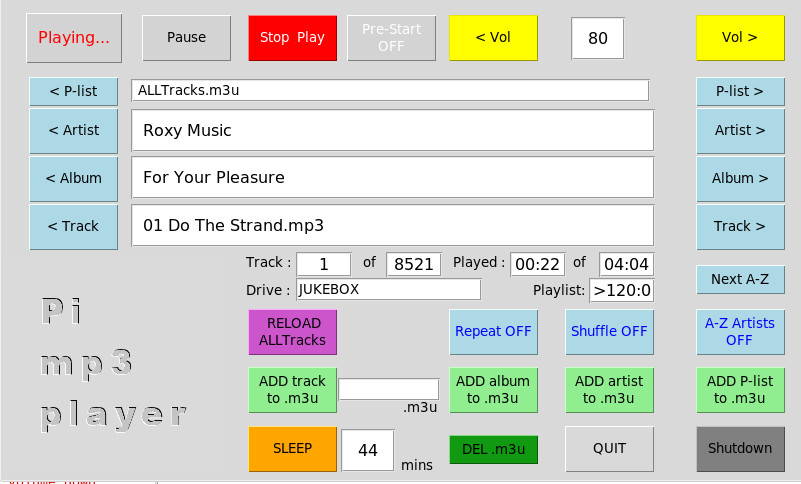 Playing...
Pause
Stop Play
Pre-Start
OFF
< Vol
80
Vol >
< P-list
ALLTracks.m3u
P-list >
< Artist
Roxy Music
Artist >
< Album
For Your Pleasure
Album >
< Track
01 Do The Strand.mp3
Track >
Track :
1
of
8521
Played :
00:22
of
04:04
Next A-Z
Drive :
JUKEBOX
Playlist:
>120:0
Pi
mp3
player
RELOAD
ALLTracks
Repeat OFF
Shuffle OFF
A-Z Artists
OFF
ADD track
to .m3u
.m3u
ADD album
to .m3u
ADD artist
to .m3u
ADD P-list
to .m3u
SLEEP
44
mins
DEL .m3u
QUIT
Shutdown